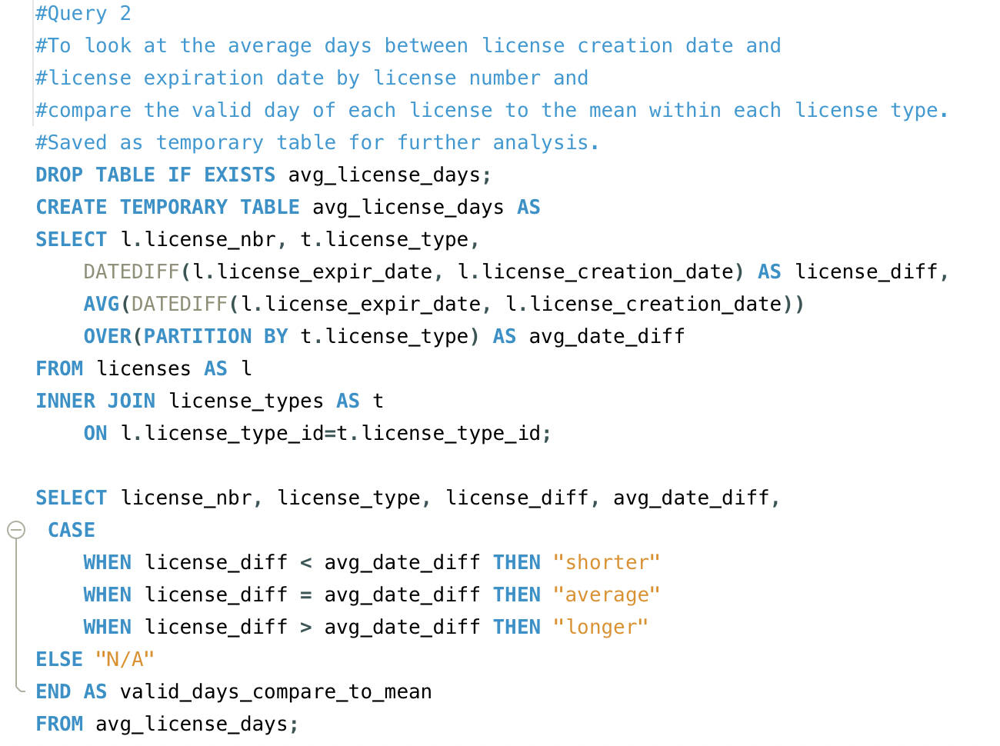 #Query 2
#To look at the average days between license creation date and
#license expiration date by license number and
#compare the valid day of each license to the mean within each license type.
#Saved as temporary table for further analysis.
DROP TABLE IF EXISTS avg_license_days;
CREATE TEMPORARY TABLE avg_license_days AS
SELECT l.license_nbr, t.license_type,
    DATEDIFF(l.license_expir_date, l.license_creation_date) AS license_diff,
    AVG(DATEDIFF(l.license_expir_date, l.license_creation_date))
    OVER(PARTITION BY t.license_type) AS avg_date_diff
FROM licenses AS l
INNER JOIN license_types AS t
    ON l.license_type_id=t.license_type_id;

SELECT license_nbr, license_type, license_diff, avg_date_diff,
 CASE
    WHEN license_diff < avg_date_diff THEN "shorter"
    WHEN license_diff = avg_date_diff THEN "average"
    WHEN license_diff > avg_date_diff THEN "longer"
ELSE "N/A"
END AS valid_days_compare_to_mean
FROM avg_license_days;